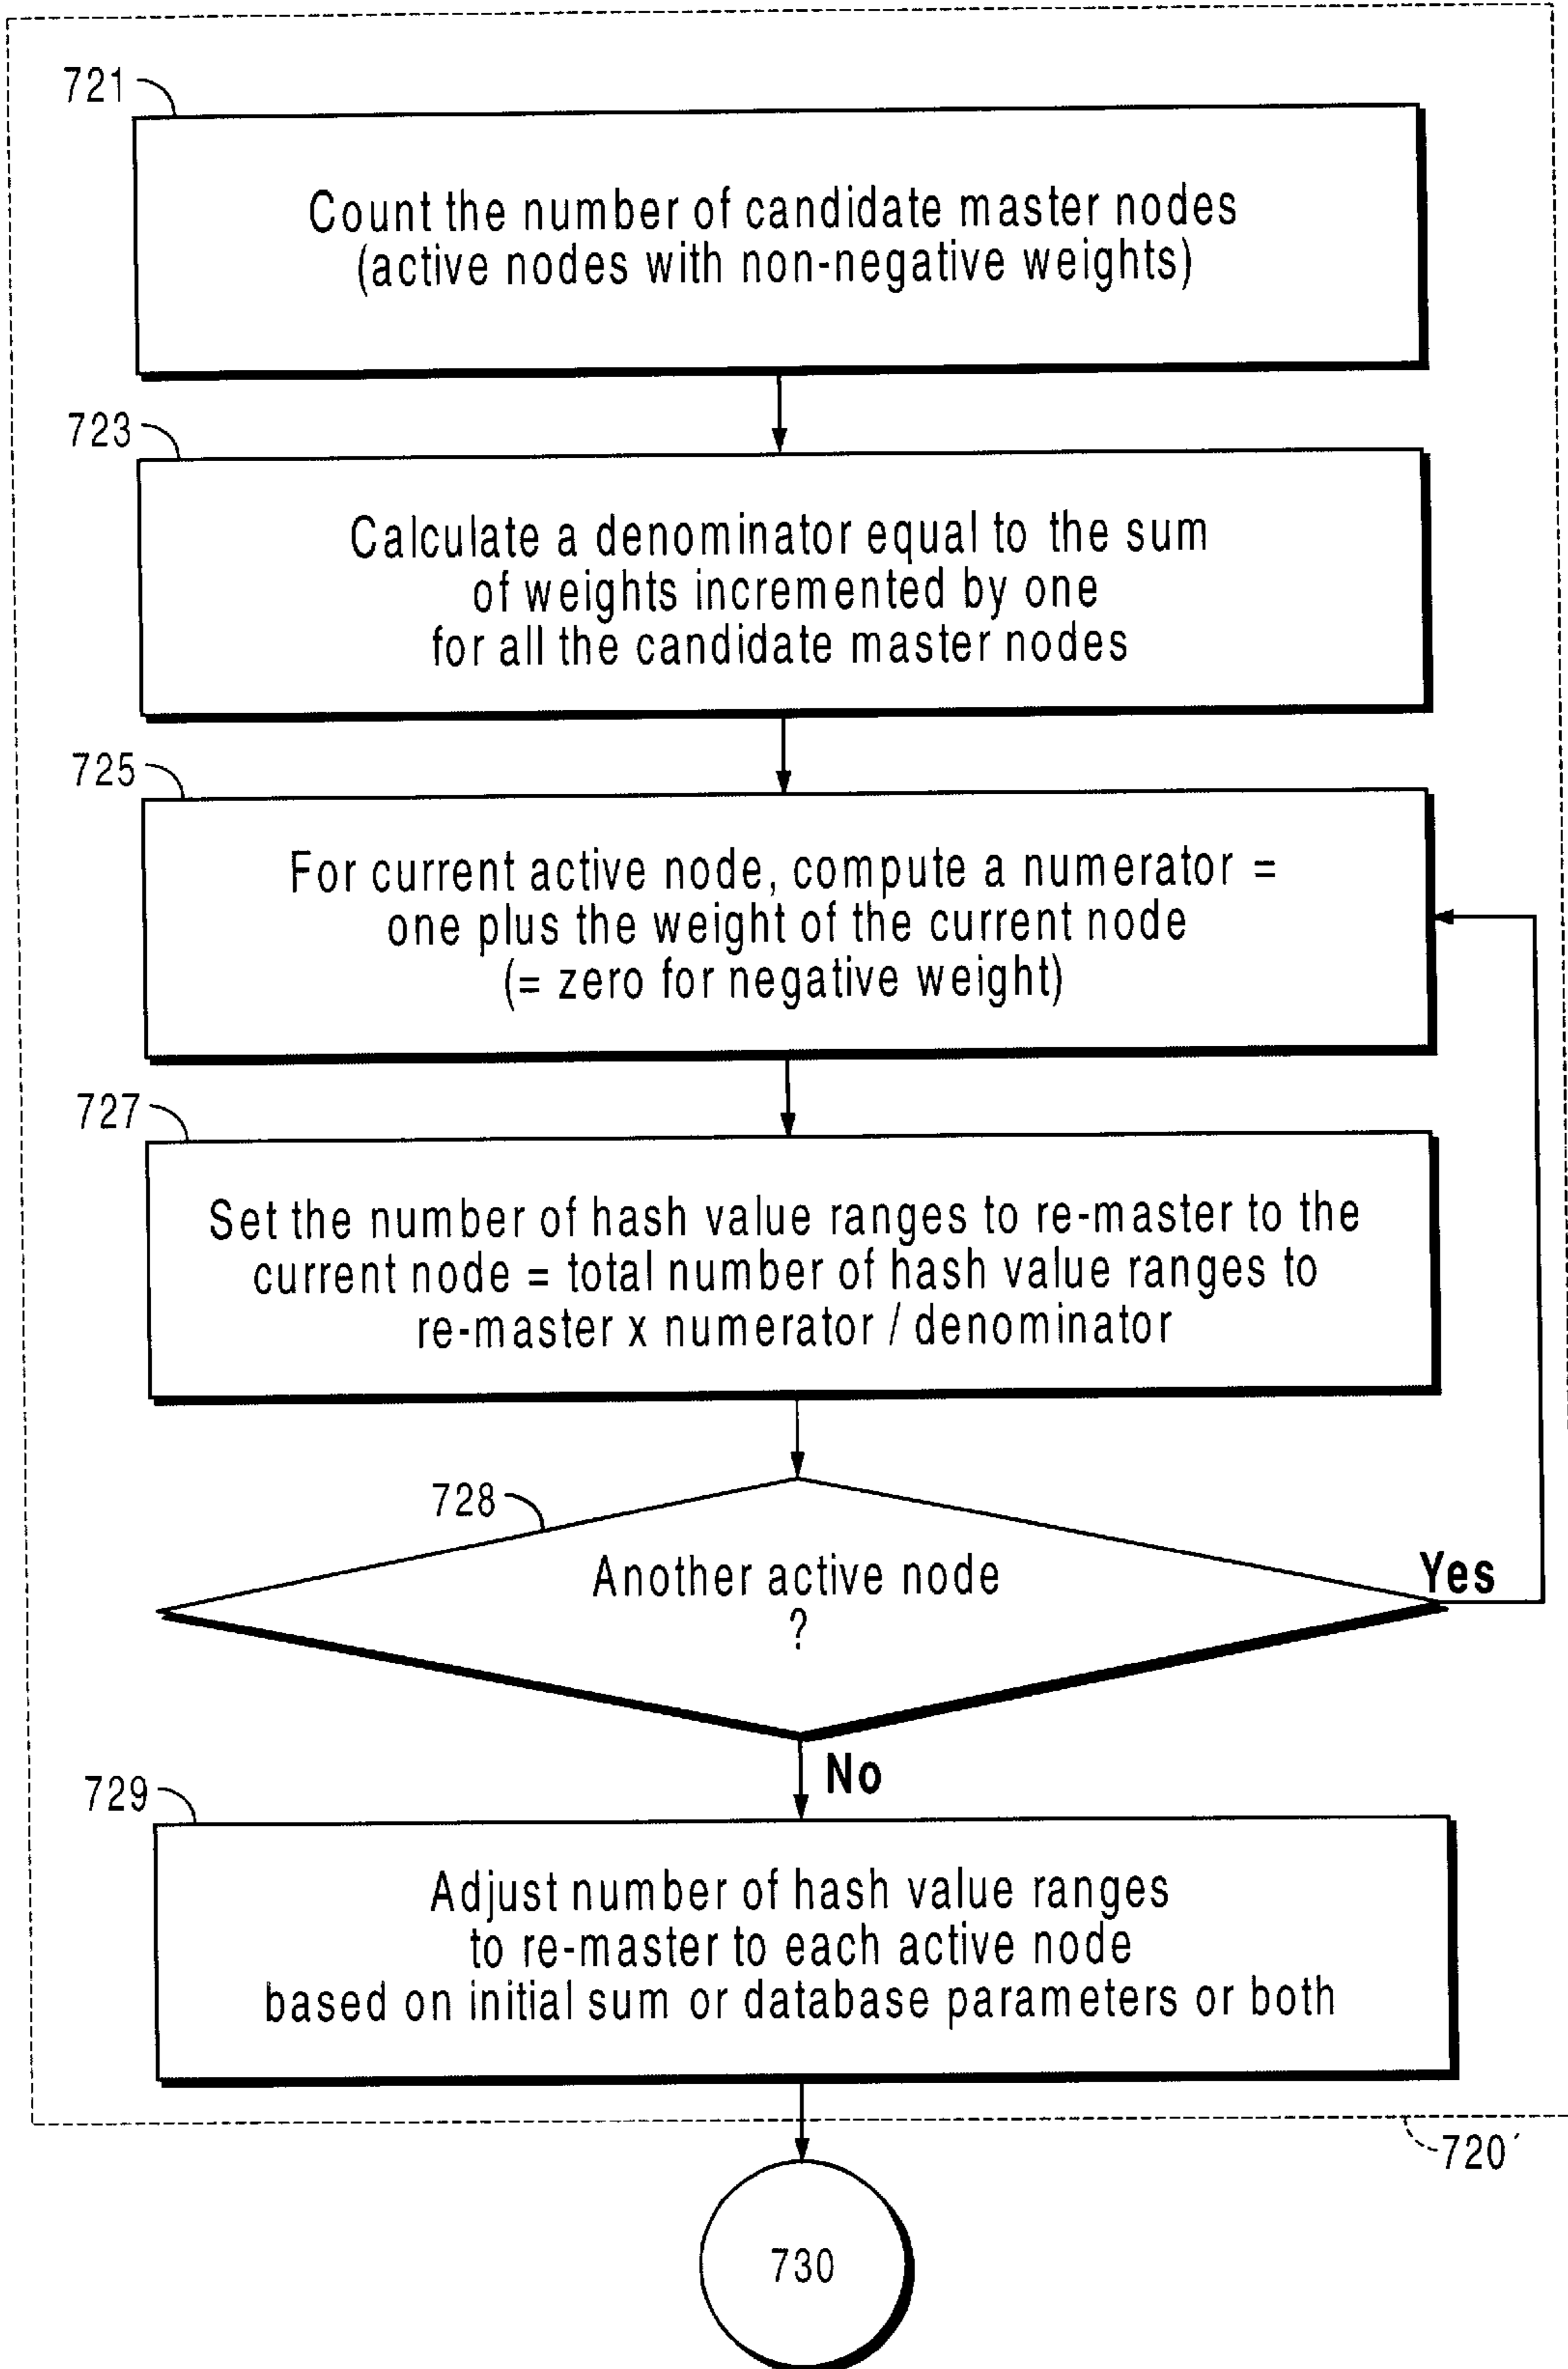 721
Count the number of candidate master nodes
(active nodes with non-negative weights)
723
Calculate a denominator equal to the sum
of weights incremented by one
for all the candidate master nodes
725
For current active node, compute a numerator =
one plus the weight of the current node
(= zero for negative weight)
727
Set the number of hash value ranges to re-master to the
current node = total number of hash value ranges to
re-master x numerator / denominator
728
Another active node
?
Yes
No
729
Adjust number of hash value ranges
to re-master to each active node
based on initial sum or database parameters or both
720´
730